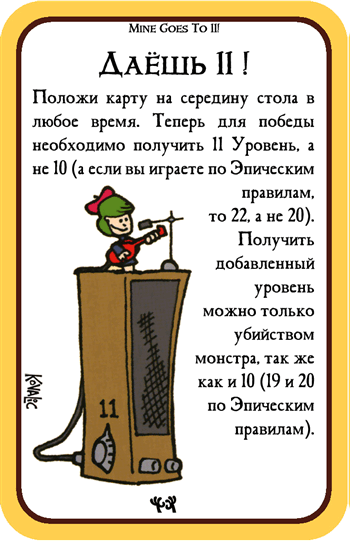 Mine Goes To 11!
Даёшь 11 !
Положи карту на середину стола в
любое время. Теперь для победы
необходимо получить 11 Уровень, а
не 10 (а если вы играете по Эпическим
правилам,
то 22, а не 20).
Получить
добавленный
уровень
можно только
убийством
монстра, так же
как и 10 (19 и 20
по Эпическим
правилам).
Kovalic
11